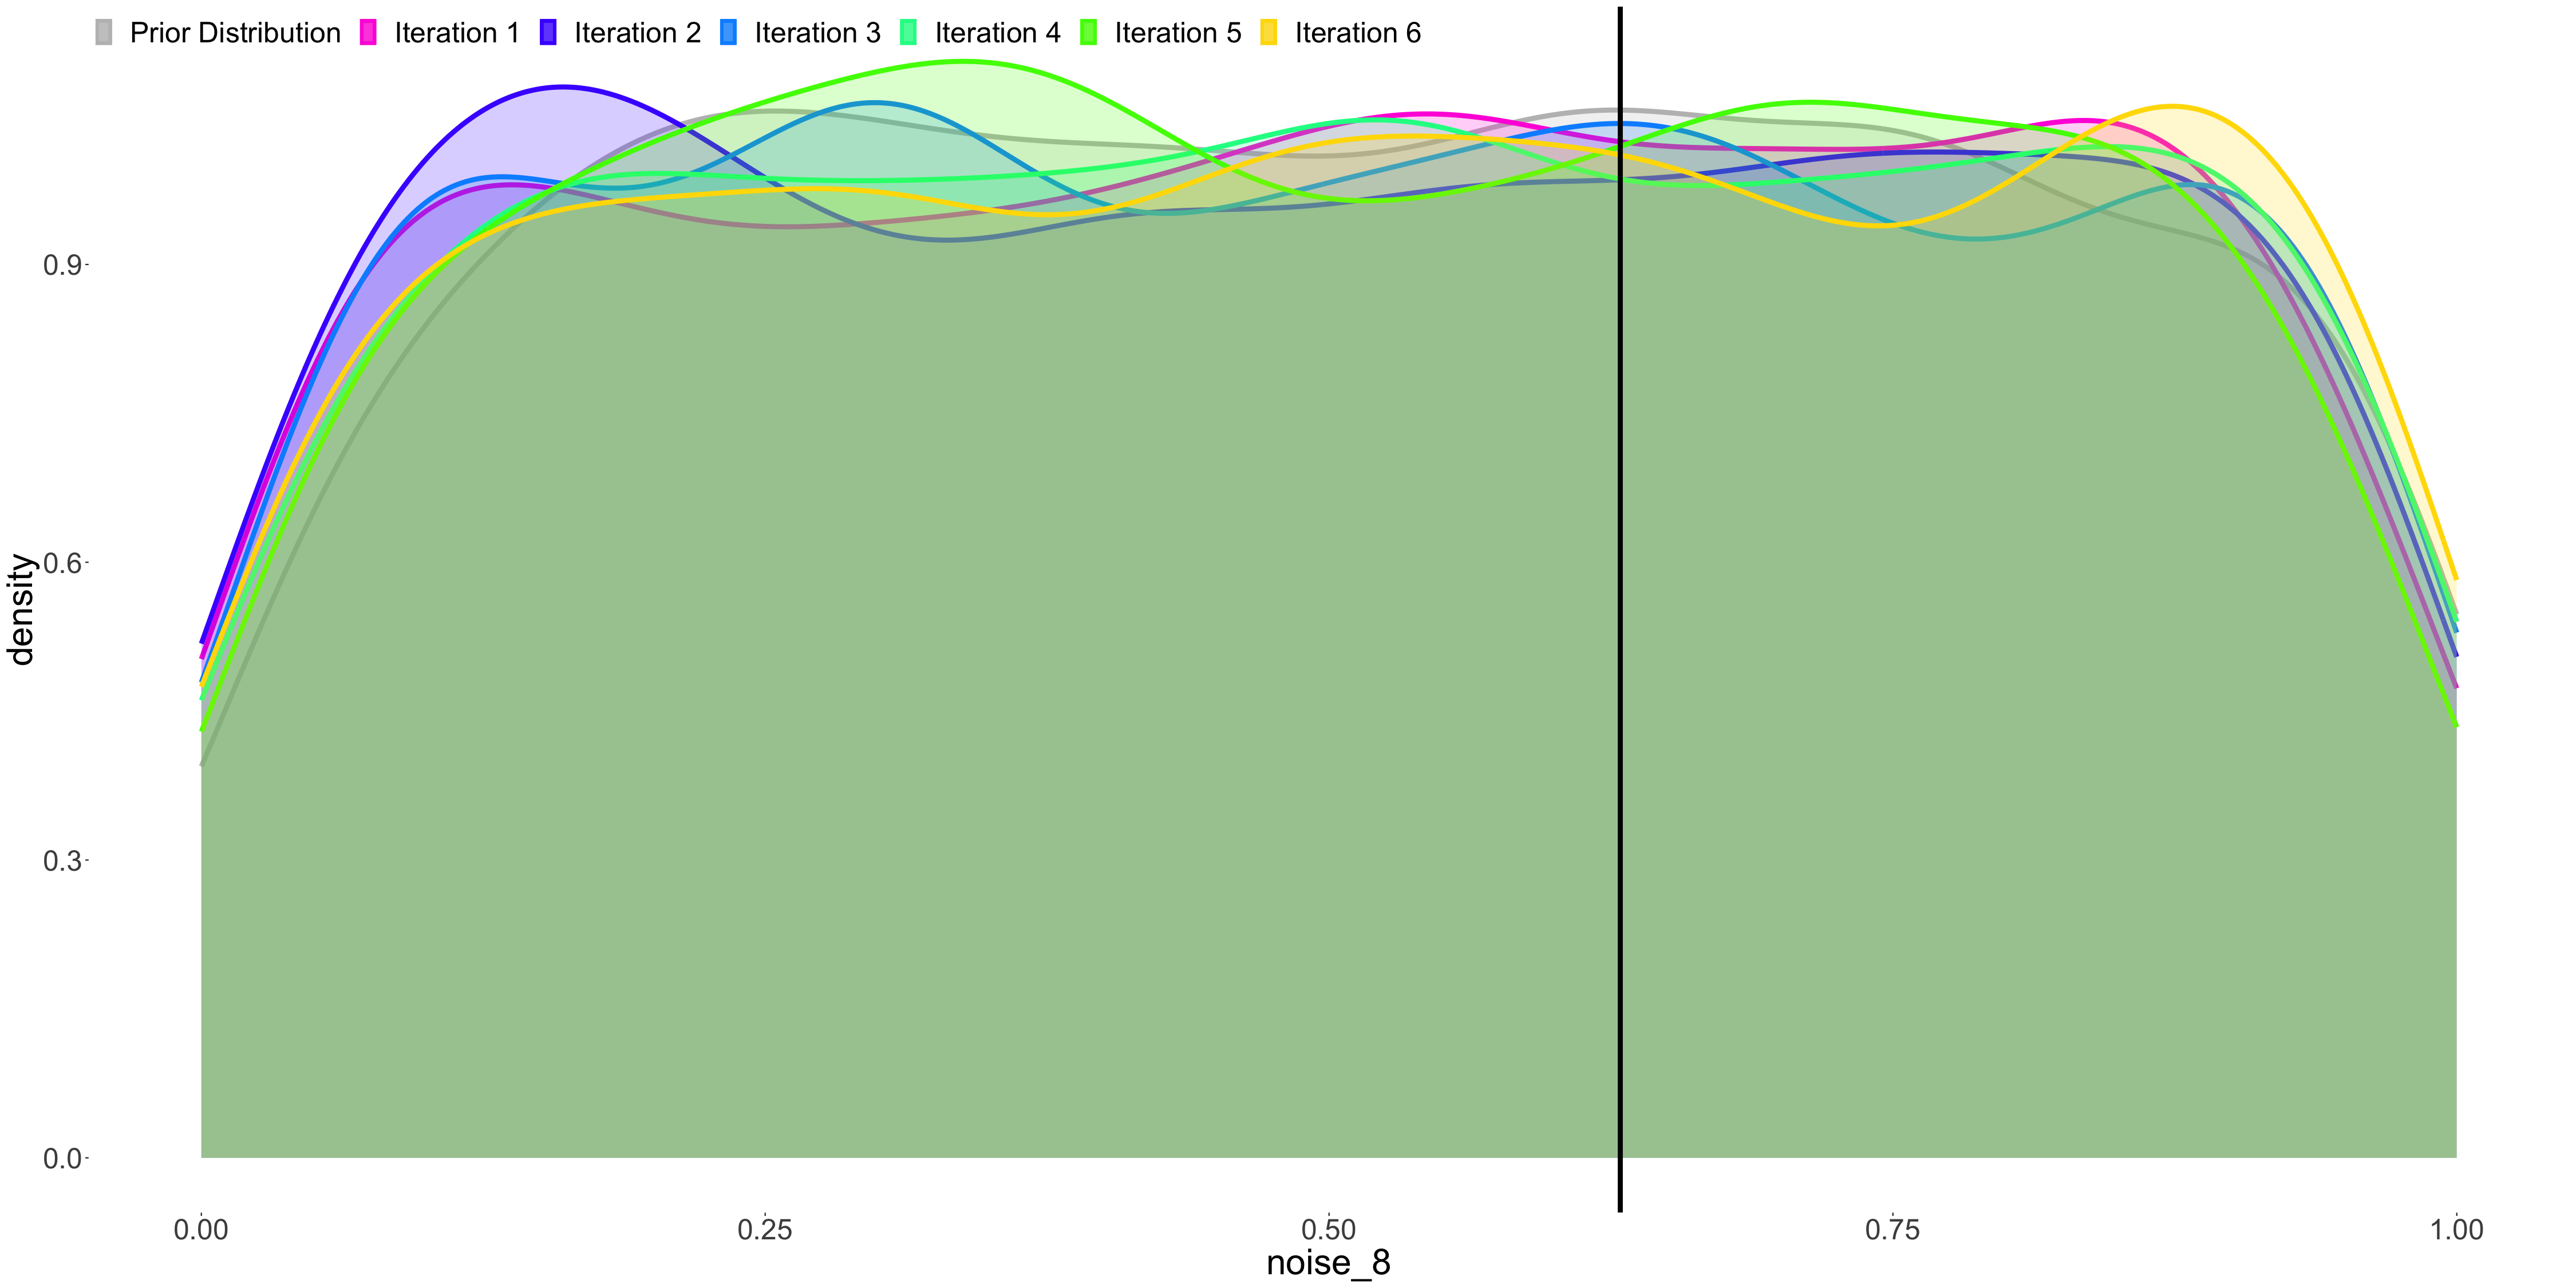 Prior Distribution Iteration 1 Iteration 2 Iteration 3 Iteration 4 Iteration 5 Iteration 6
0.9
0.6
0.3
0.0
density
0.00 0.25 0.50 0.75 1.00
noise_8